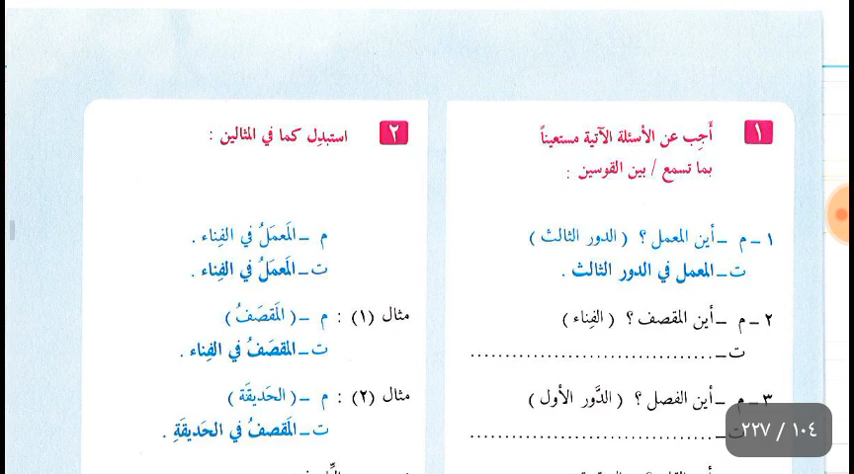 ١ أَجِب عن الأسئلة الآتية مستعيناً
بما تسمع / بين القوسين :
١ – م – أين المعمل ؟ ( الدور الثالث )
ت – المعمل في الدور الثالث .
٢ – م – أين المقصف ؟ ( الفِناء )
ت – ..................................
٣ – م – أين الفصل ؟ ( الدَّور الأول )
ت – ..................................
٢ استبدِل كما في المثالين :
م – المَعمَلُ في الفِناء .
ت – المَعمَلُ في الفِناء .
مثال (١) : م – ( المَقصَفُ )
ت – المَقصَفُ في الفِناء .
مثال (٢) : م – ( الحَديقَة )
ت – المَقصفُ في الحَديقَةِ .
١٠٤ / ٢٢٧